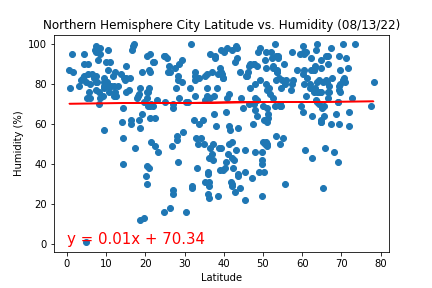 Northern Hemisphere City Latitude vs. Humidity (08/13/22)
100
80
60
40
20
0
Humidity (%)
y = 0.01x + 70.34
0 10 20 30 40 50 60 70 80
Latitude